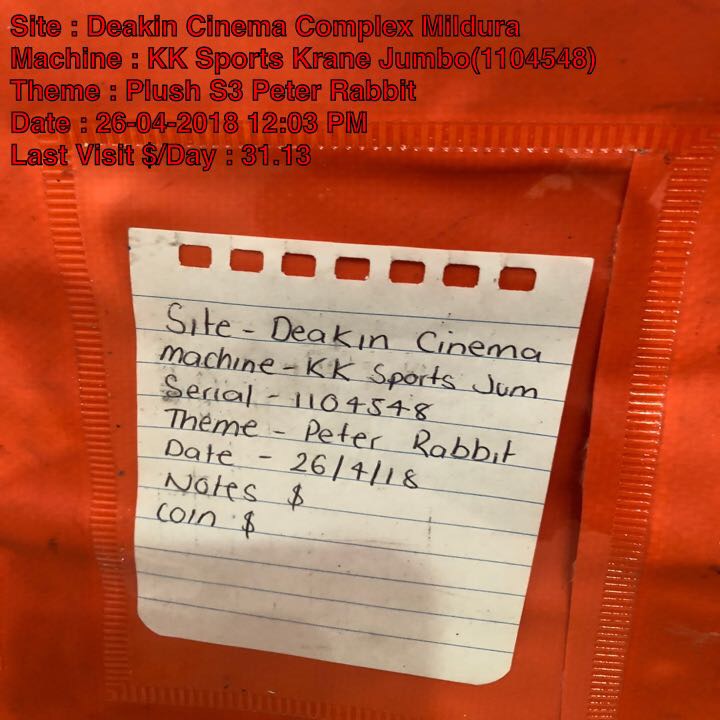 Site : Deakin Cinema Complex Mildura
Machine : KK Sports Krane Jumbo(1104548)
Theme : Plush S3 Peter Rabbit
Date : 26-04-2018 12:03 PM
Last Visit $/Day : 31.13
Site - Deakin Cinema
machine - KK Sports Jum
Serial - 1104548
Theme - Peter Rabbit
Date - 26/4/18
Notes $
Coin $